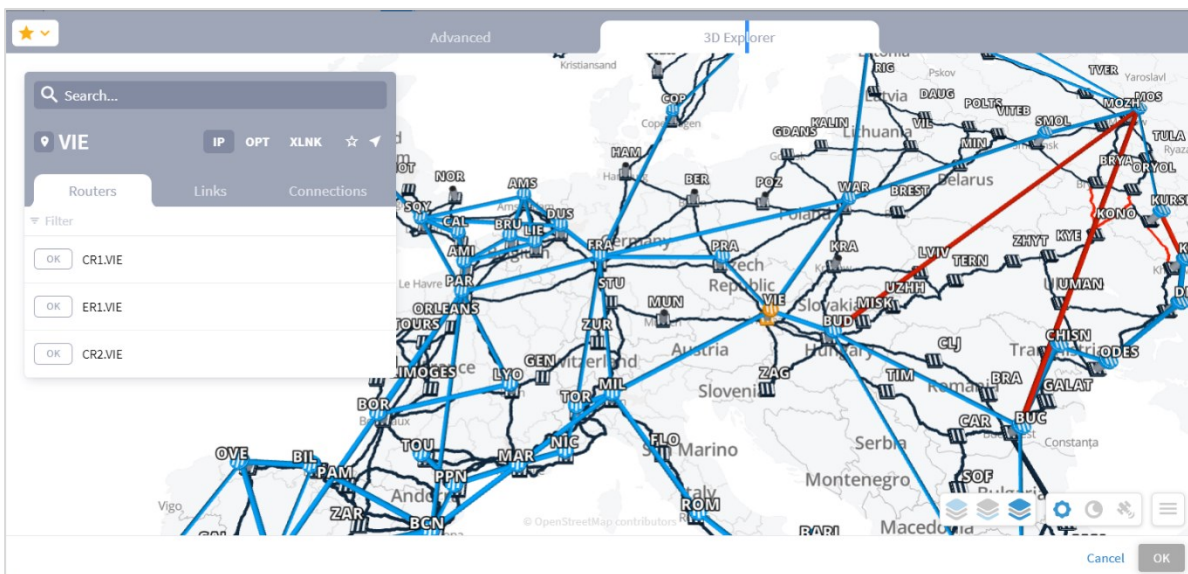 Advanced
3D Explorer
Search...
VIE
IP OPT XLNK
Routers Links Connections
Filter
OK CR1.VIE
OK ER1.VIE
OK CR2.VIE
Kristiansand
RIG
Pskov
TVER
Yaroslavl
COP
Latvia
DAUG
POLTS
VITEB
MOZH
MOS
KALIN
VIL
SMOL
GDANS
Lithuania
MIN
TULA
HAM
BRYA
ORYOL
NOR
AMS
BER
POZ
WAR
BREST
Belarus
SOY
CAL
BRU
LIE
DUS
Poland
KONO
KURSK
AMI
FRA
Germany
PRA
KRA
LVIV
ZHYT
KYE
TERN
Le Havre
PAR
STU
Czech
Republic
UZHH
UMAN
ORLEANS
MUN
VIE
Slovakia
MISK
TOURS
ZUR
BUD
CHISN
ODES
Austria
Hungary
CLJ
LIMOGES
LYO
GEN
Switzerland
MIL
ZAG
TIM
Romania
BRA
GALAT
BOR
TOR
Slovenia
CAR
BUC
OVE
BIL
TOU
MAR
NIC
FLO
San Marino
Serbia
Constanța
PAM
PPN
Vigo
ZAR
Andorra
Italy
Montenegro
SOF
Bulgaria
BCN
ROM
© OpenStreetMap contributors
BARI
Macedonia
Cancel OK